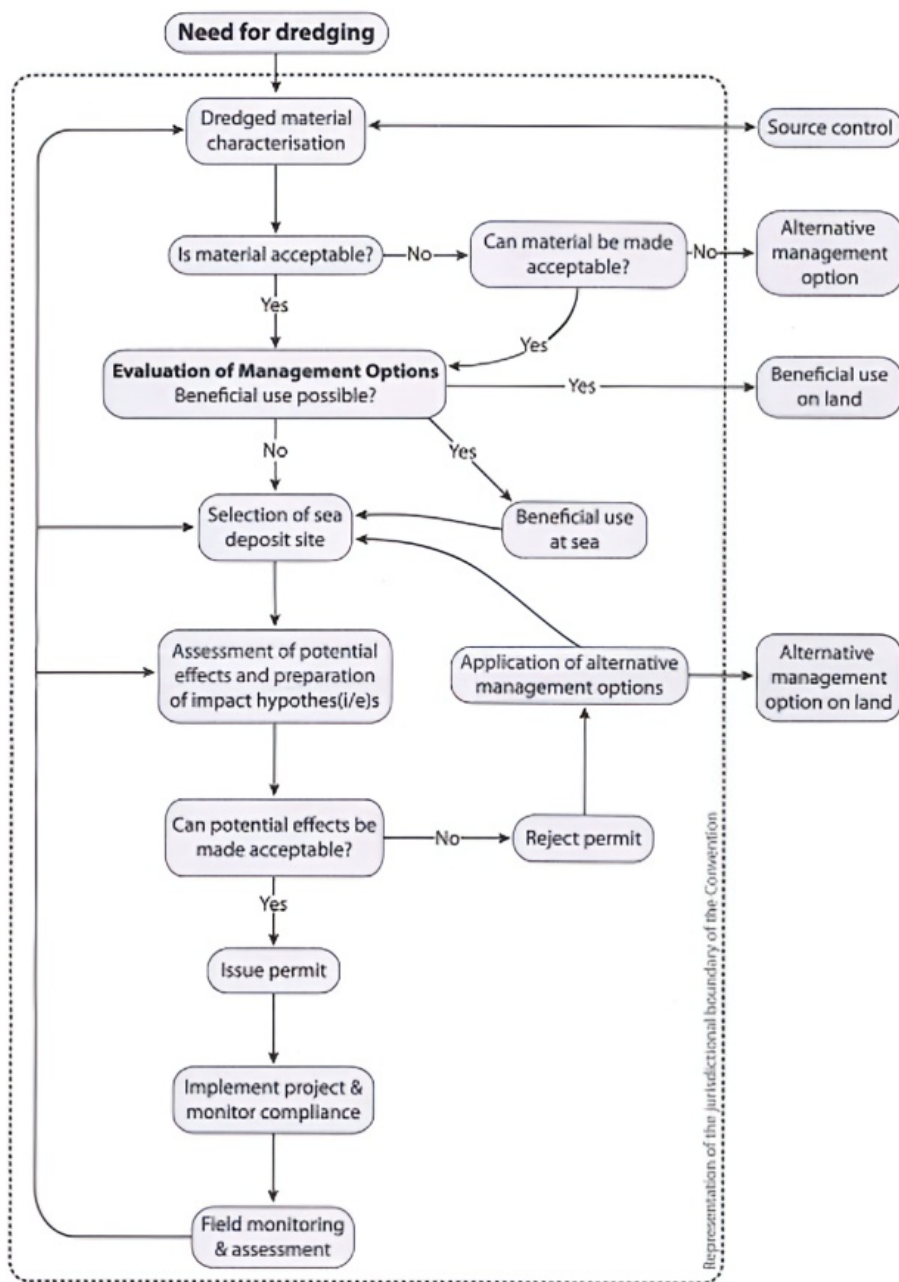 Need for dredging
Dredged material
characterisation
Source control
Is material acceptable?
No
Can material be made
acceptable?
No
Alternative
management
option
Yes
Yes
Evaluation of Management Options
Beneficial use possible?
Yes
Beneficial use
on land
No
Yes
Selection of sea
deposit site
Beneficial use
at sea
Assessment of potential
effects and preparation
of impact hypothes(i/e)s
Application of alternative
management options
Alternative
management
option on land
Can potential effects be
made acceptable?
No
Reject permit
Yes
Issue permit
Implement project &
monitor compliance
Field monitoring
& assessment
Representation of the jurisdictional boundary of the Convention